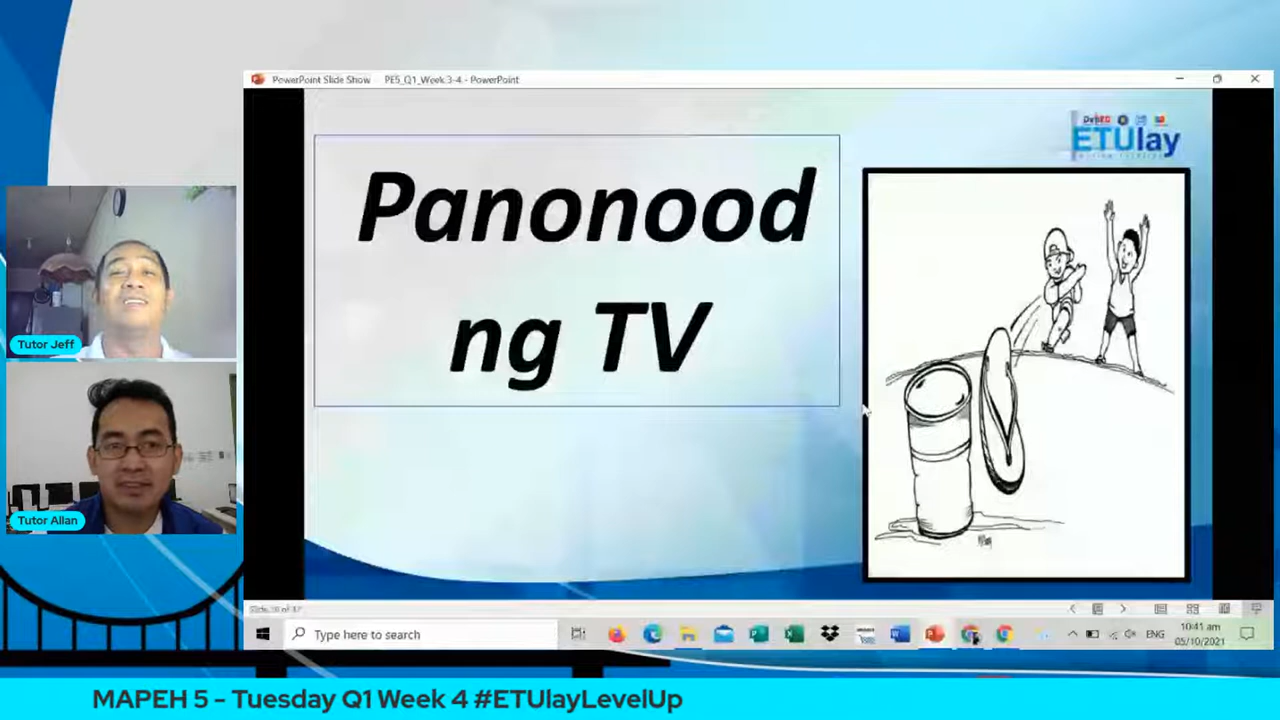 PowerPoint Slide Show
PE5_Q1_Week 3-4 - PowerPoint
DepED
ETUlay
Panonood
ng TV
Tutor Jeff
Tutor Allan
Type here to search
ENG
10:41 am
05/10/2021
MAPEH 5 - Tuesday Q1 Week 4 #ETUlayLevelUp